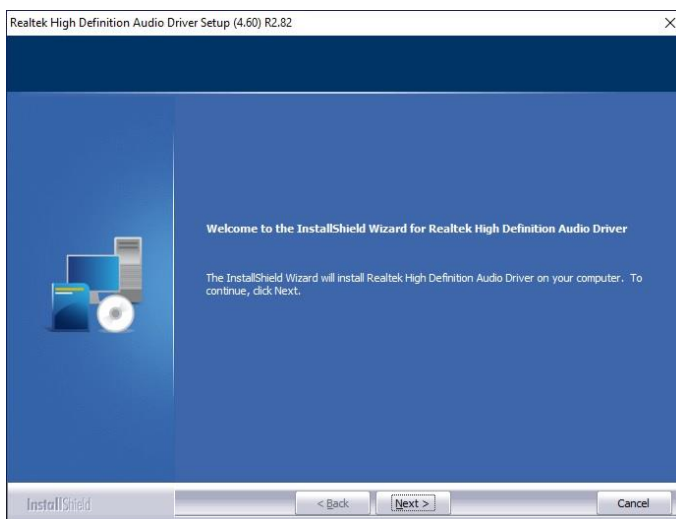 Realtek High Definition Audio Driver Setup (4.60) R2.82
Welcome to the InstallShield Wizard for Realtek High Definition Audio Driver
The InstallShield Wizard will install Realtek High Definition Audio Driver on your computer. To
continue, click Next.
InstallShield
< Back
Next >
Cancel